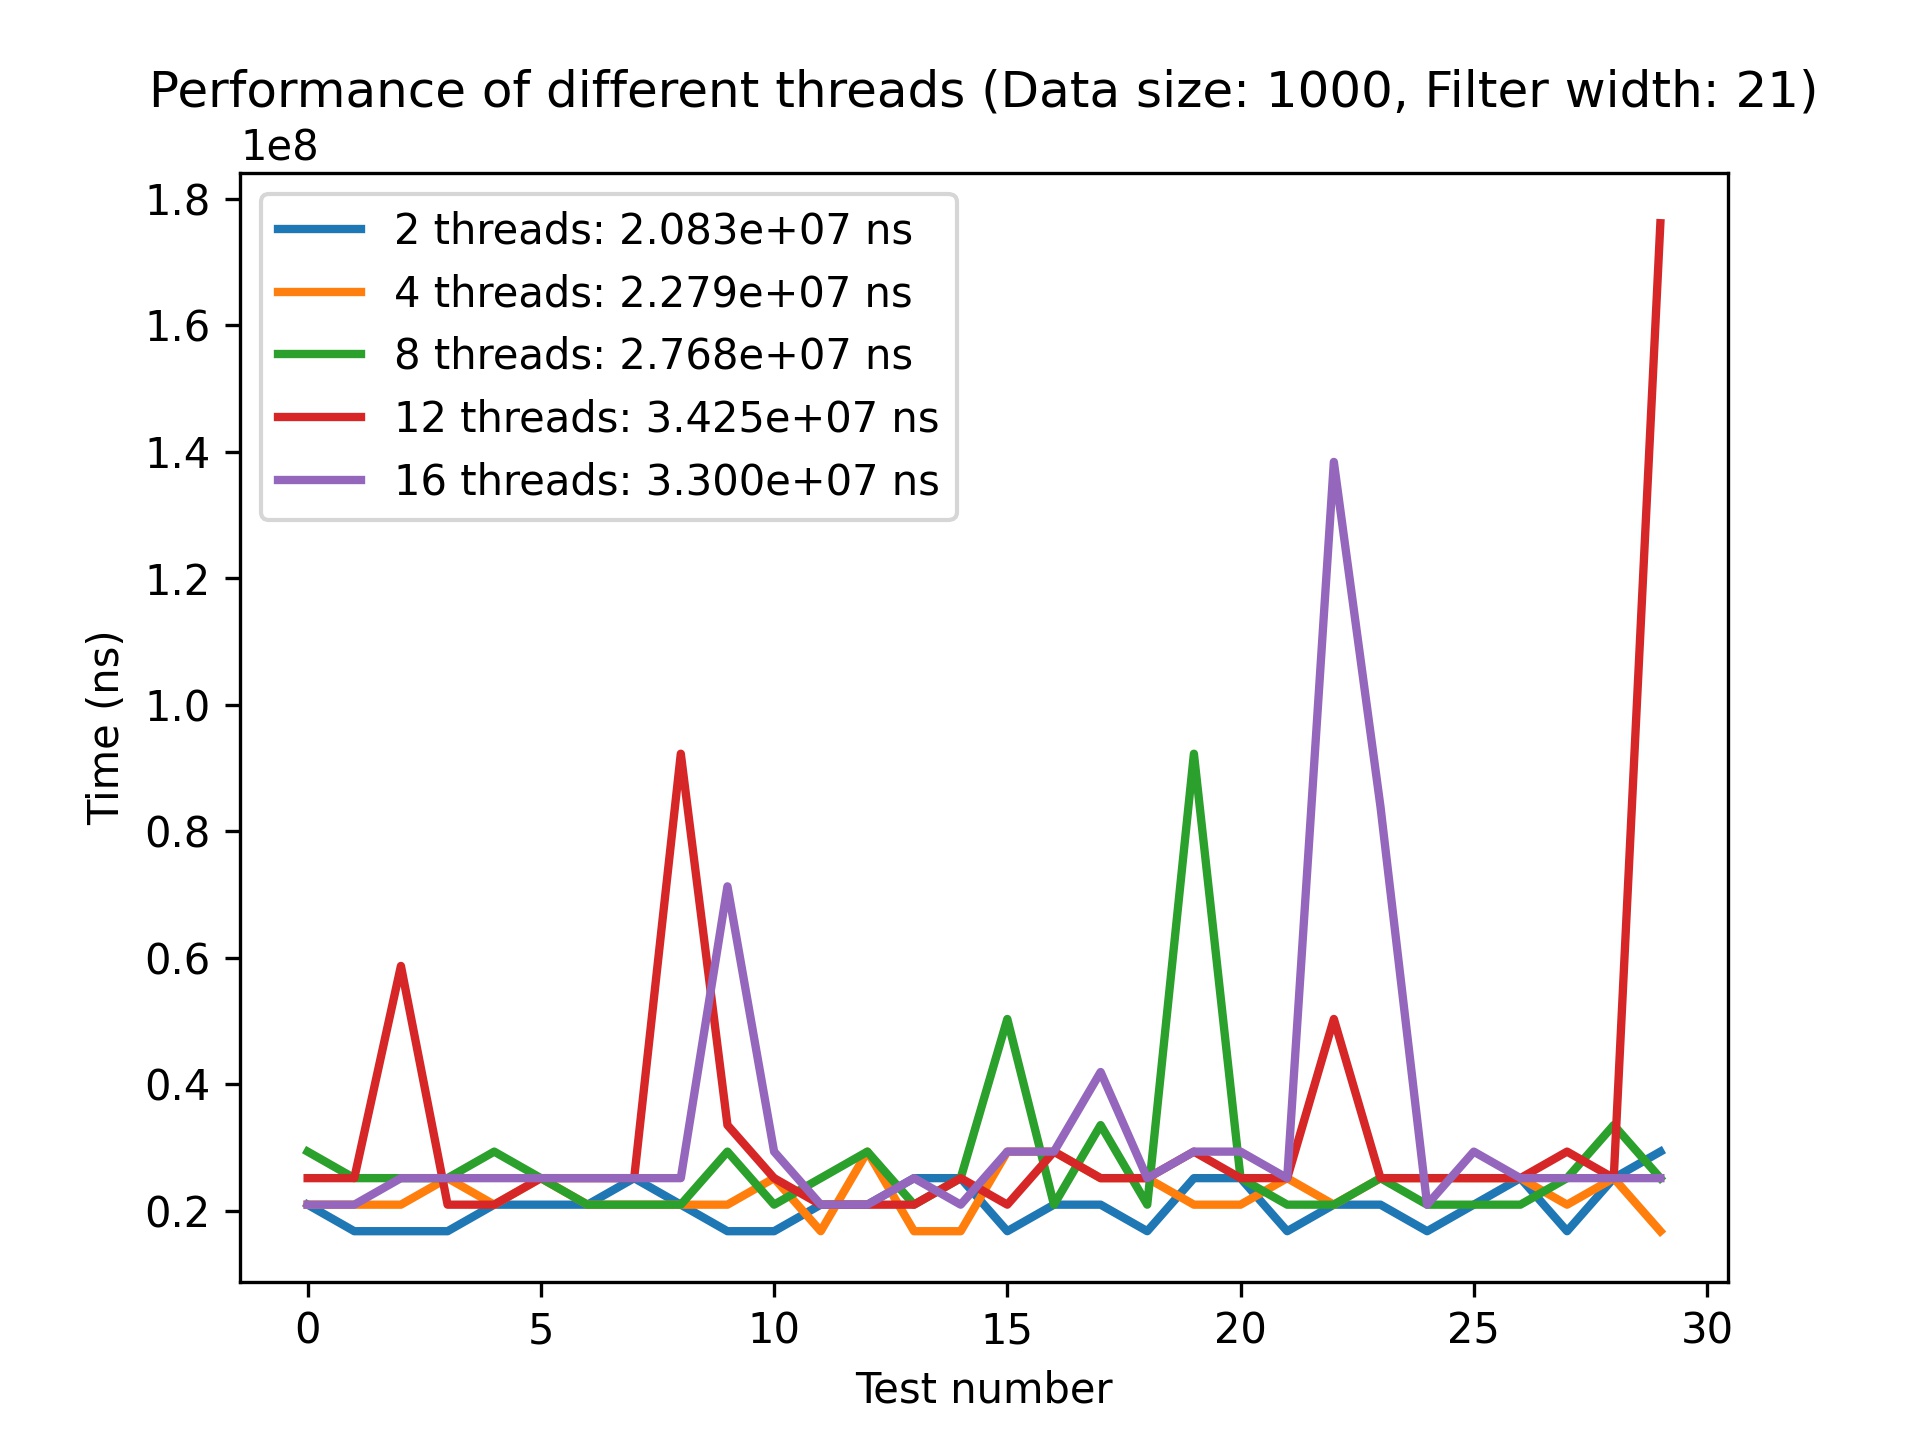 Performance of different threads (Data size: 1000, Filter width: 21)
1e8
1.8
1.6
1.4
1.2
1.0
0.8
0.6
0.4
0.2
Time (ns)
2 threads: 2.083e+07 ns
4 threads: 2.279e+07 ns
8 threads: 2.768e+07 ns
12 threads: 3.425e+07 ns
16 threads: 3.300e+07 ns
0 5 10 15 20 25 30
Test number